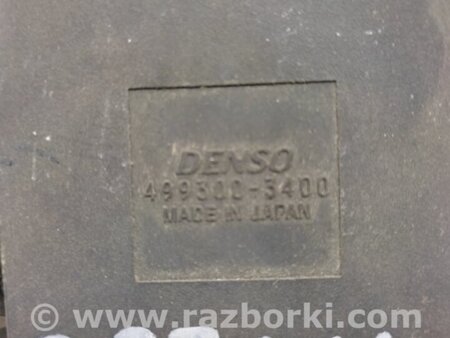 DENSO
499300-3400
MADE IN JAPAN
© www.razborki.com